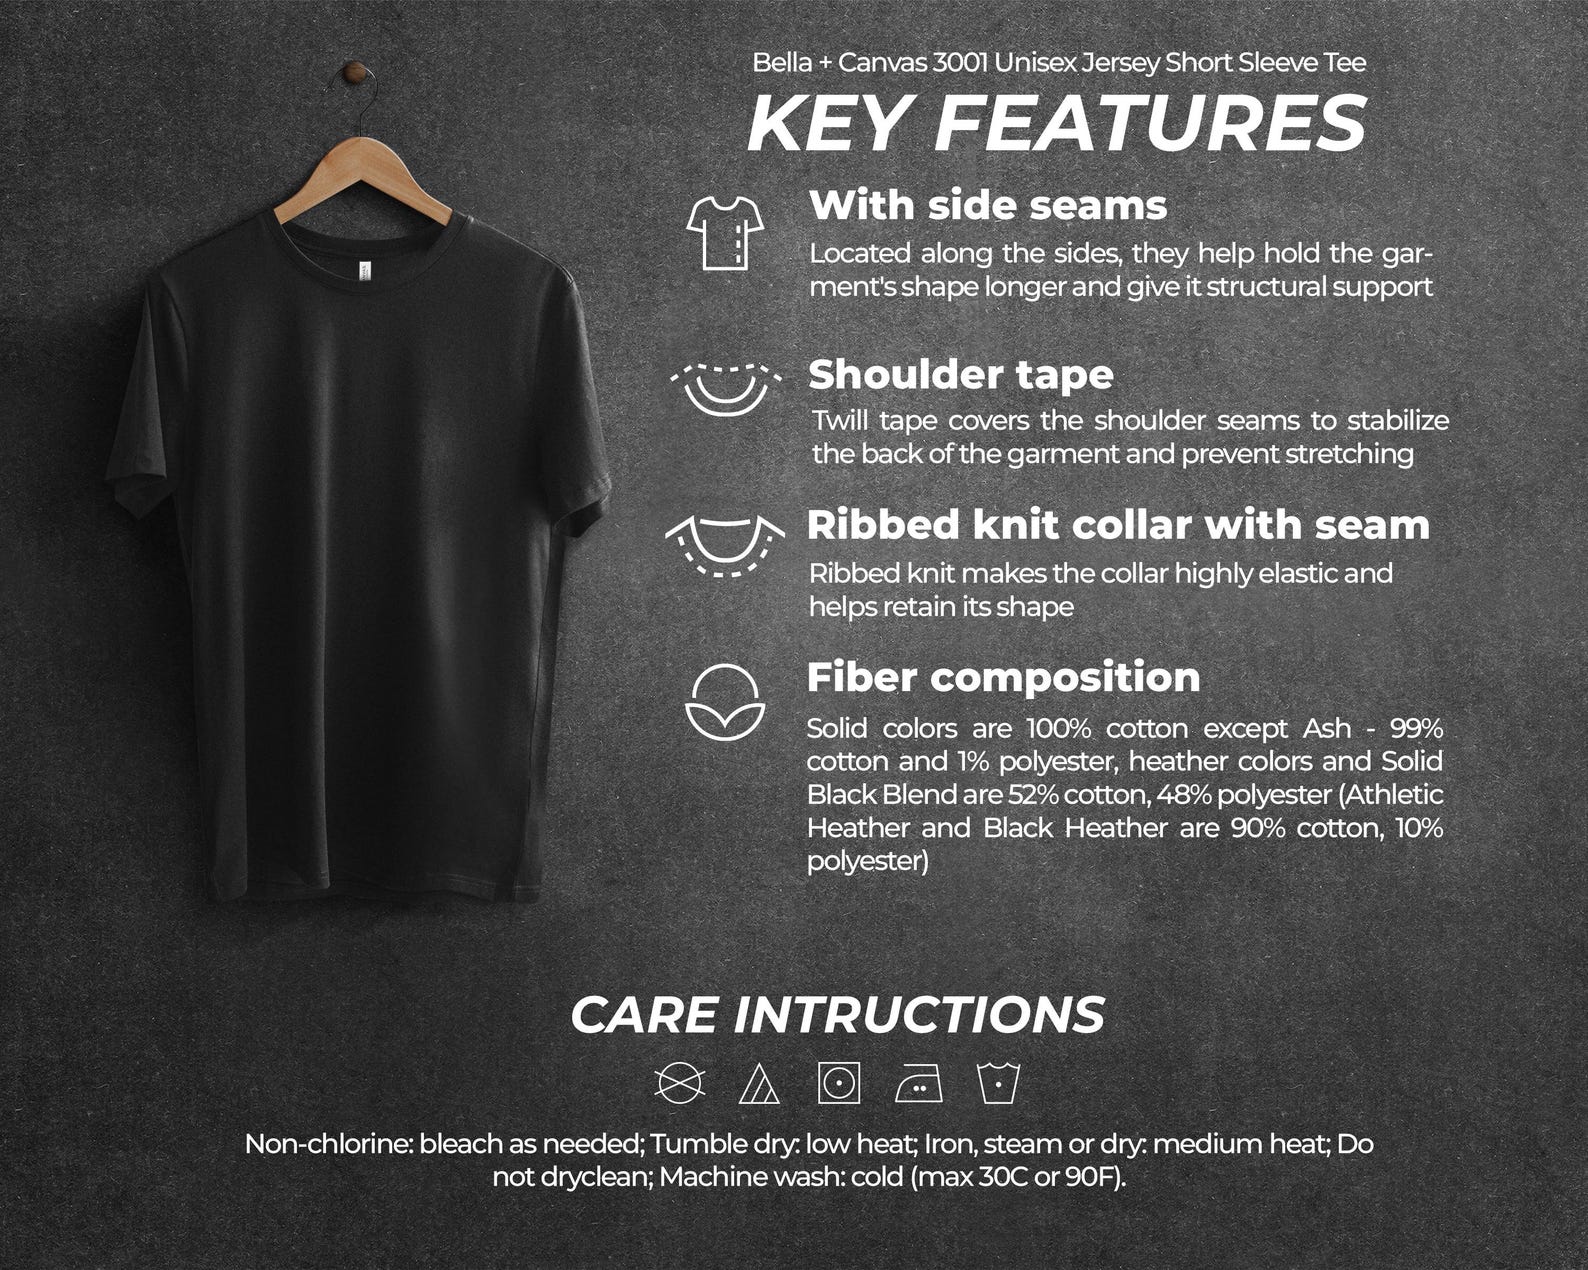 Bella + Canvas 3001 Unisex Jersey Short Sleeve Tee
KEY FEATURES
With side seams
Located along the sides, they help hold the gar-
ment's shape longer and give it structural support
Shoulder tape
Twill tape covers the shoulder seams to stabilize
the back of the garment and prevent stretching
Ribbed knit collar with seam
Ribbed knit makes the collar highly elastic and
helps retain its shape
Fiber composition
Solid colors are 100% cotton except Ash - 99%
cotton and 1% polyester, heather colors and Solid
Black Blend are 52% cotton, 48% polyester (Athletic
Heather and Black Heather are 90% cotton, 10%
polyester)
CARE INTRUCTIONS
Non-chlorine: bleach as needed; Tumble dry: low heat; Iron, steam or dry: medium heat; Do
not dryclean; Machine wash: cold (max 30C or 90F).